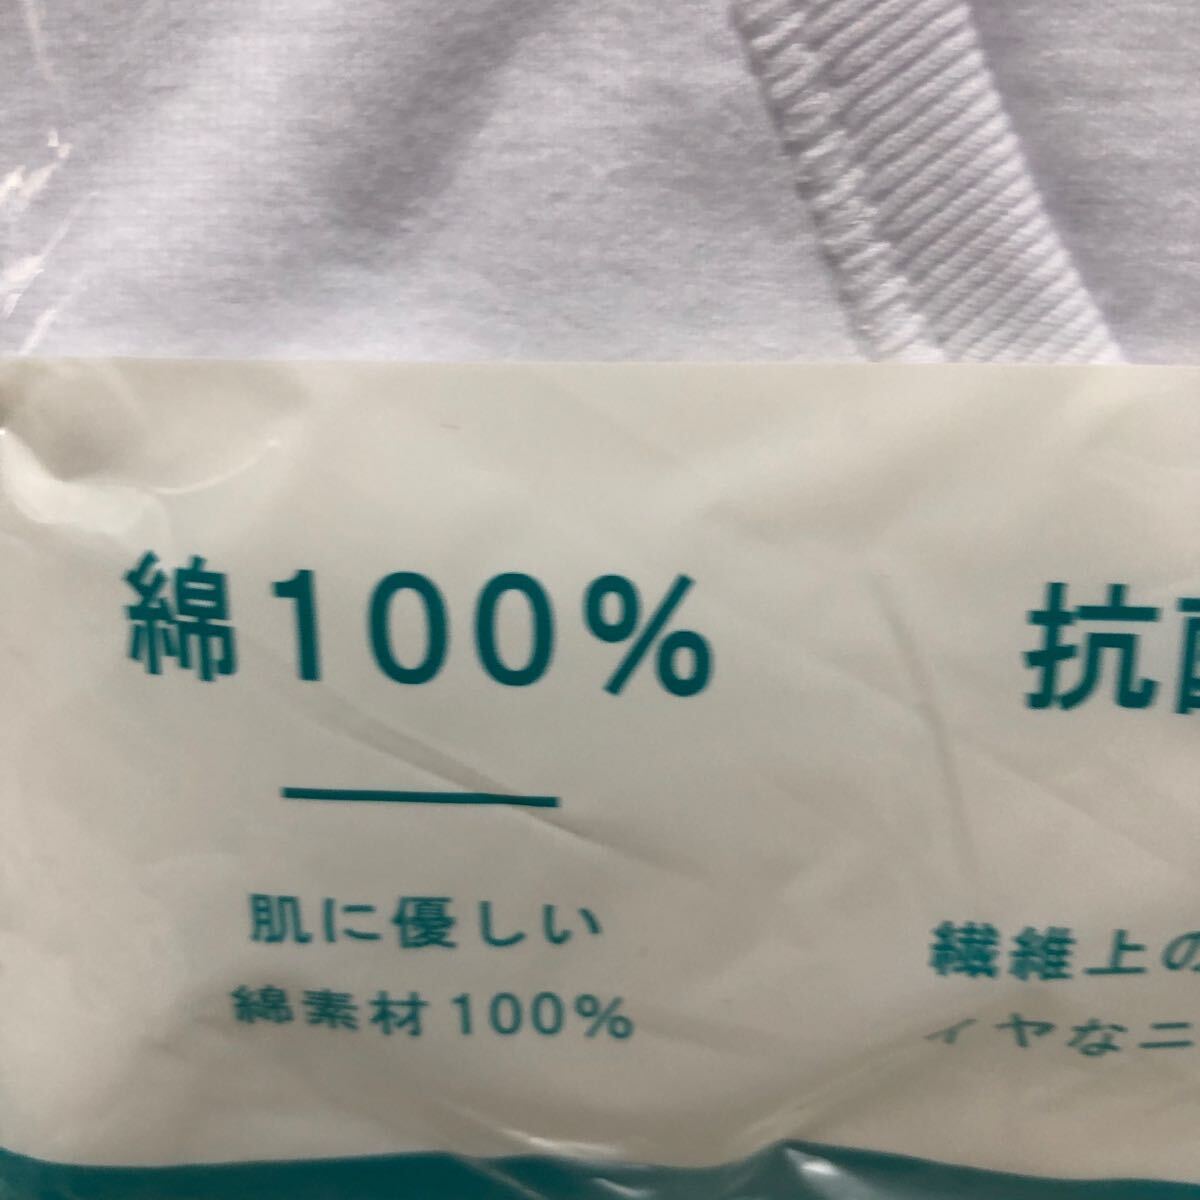 綿100%
肌に優しい
綿素材100%
抗
繊維上の
イヤなニ